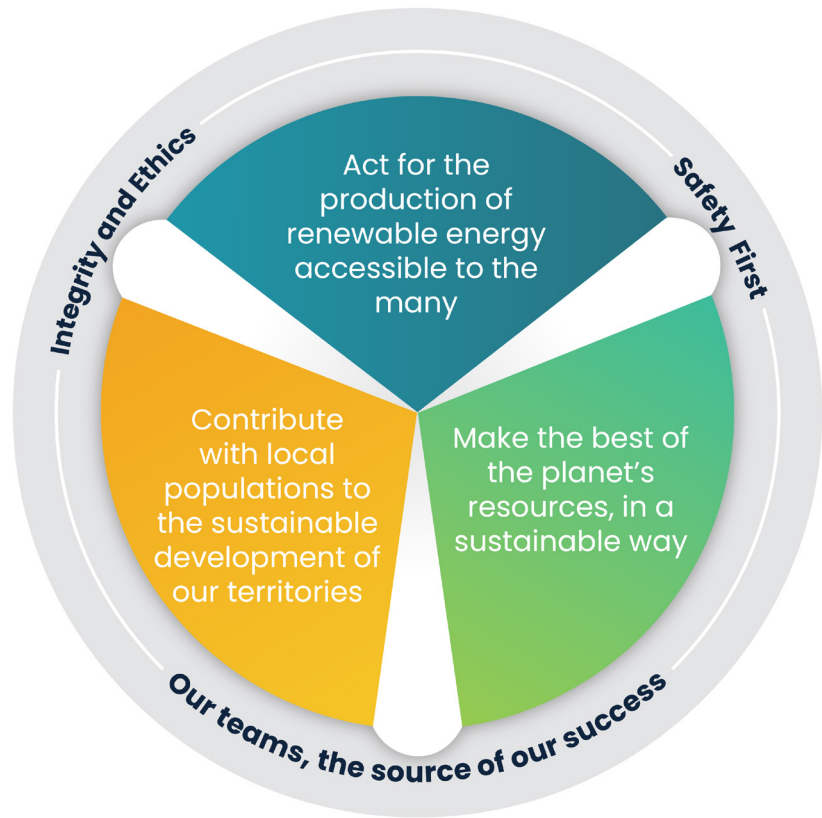 Integrity and Ethics
Safety First
Act for the
production of
renewable energy
accessible to the
many
Contribute
with local
populations to
the sustainable
development of
our territories
Make the best of
the planet’s
resources, in a
sustainable way
Our teams, the source of our success